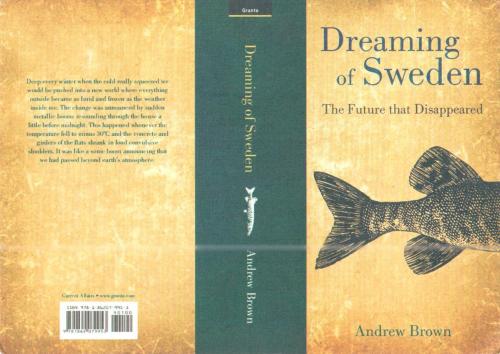 Deep every winter when the cold really squeezed we
would be pushed into a new world where everything
outside became as hard and frozen as the weather
inside me. The change was announced by sudden
metallic booms resounding through the house a
little before midnight. This happened whenever the
temperature fell to minus 30°C and the concrete and
girders of the flats shrank in loud convulsive
shudders. It was like a sonic boom announcing that
we had passed beyond earth's atmosphere.
Current Affairs • www.granta.com
Granta
Dreaming of Sweden
Andrew Brown
Dreaming
of Sweden
The Future that Disappeared
Andrew Brown